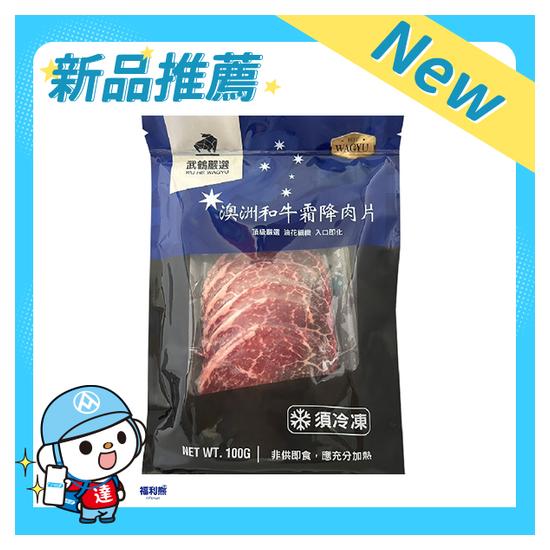 新品推薦
New
武鶴嚴選
WU HE WAGYU
WAGYU
澳洲和牛霜降肉片
頂級嚴選 油花細緻 入口即化
須冷凍
NET WT. 100G
非供即食，應充分加熱
大達
福利熊